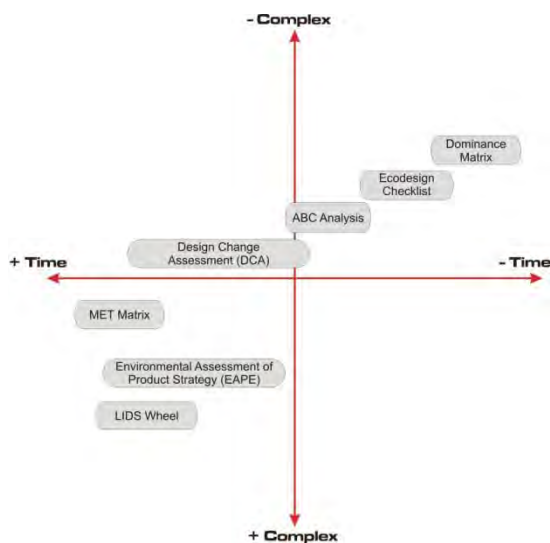 - Complex
Dominance
Matrix
Ecodesign
Checklist
ABC Analysis
Design Change
Assessment (DCA)
+ Time
- Time
MET Matrix
Environmental Assessment of
Product Strategy (EAPE)
LIDS Wheel
+ Complex